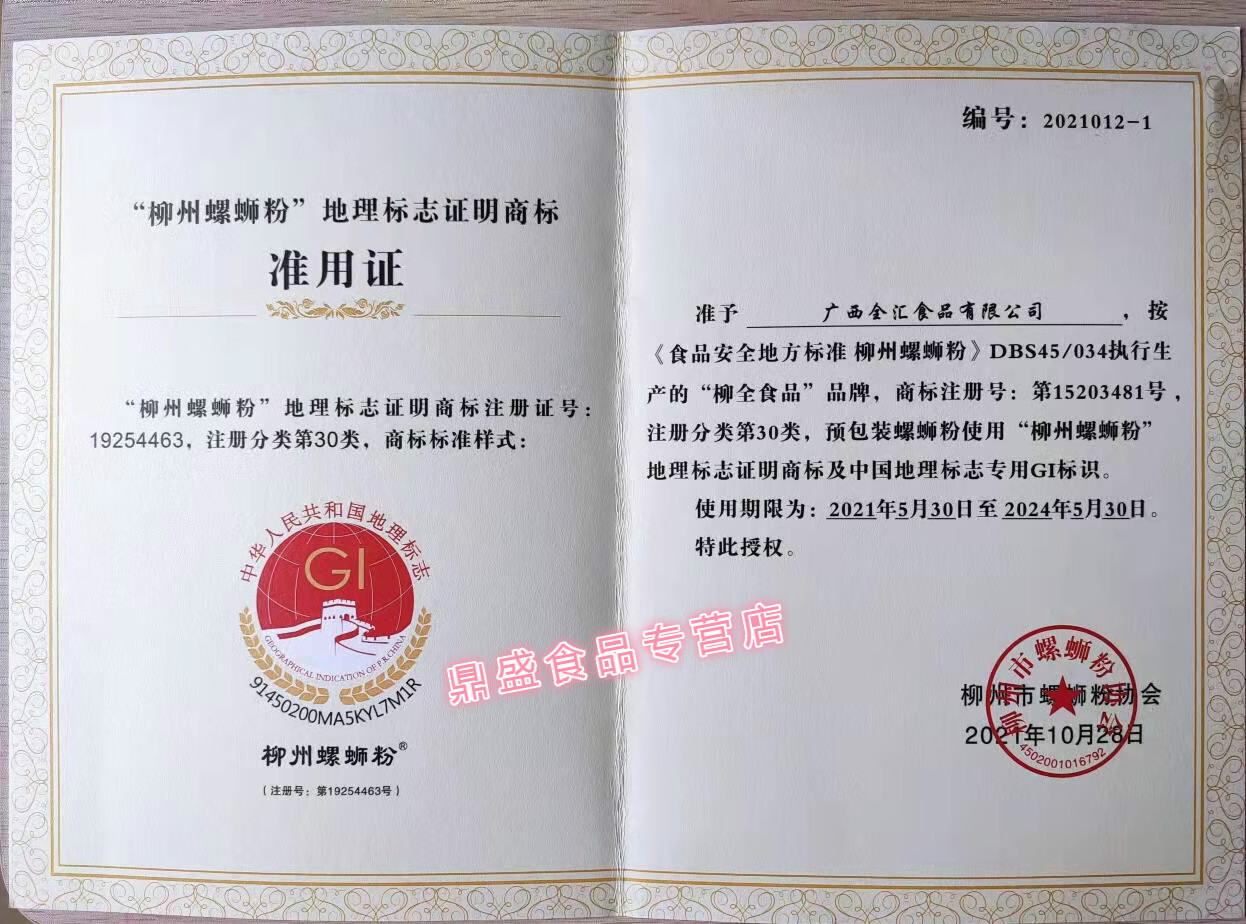 “柳州螺蛳粉”地理标志证明商标
准用证
“柳州螺蛳粉”地理标志证明商标注册证号：
19254463，注册分类第30类，商标标准样式：
中华人民共和国地理标志
GI
GEOGRAPHICAL INDICATION OF P.R.CHINA
91450200MA5KYL7M1R
柳州螺蛳粉®
（注册号：第19254463号）
编号：2021012-1
准予 广西全汇食品有限公司，按
《食品安全地方标准 柳州螺蛳粉》DBS45/034执行生
产的“柳全食品”品牌，商标注册号：第15203481号，
注册分类第30类，预包装螺蛳粉使用“柳州螺蛳粉”
地理标志证明商标及中国地理标志专用GI标识。
使用期限为：2021年5月30日至 2024年5月30日。
特此授权。
鼎盛食品专营店
柳州市螺蛳粉协会
2021年10月28日
柳州市螺蛳粉协会
4502001016792